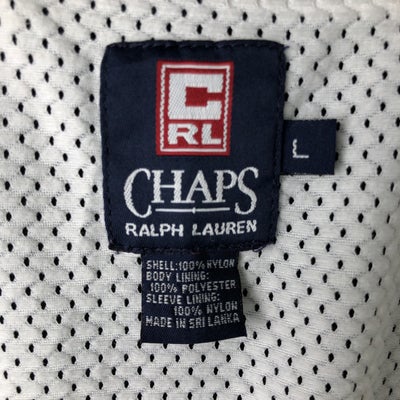 C
RL
L
CHAPS
RALPH LAUREN
SHELL:100% NYLON
BODY LINING:
100% POLYESTER
SLEEVE LINING:
100% NYLON
MADE IN SRI LANKA